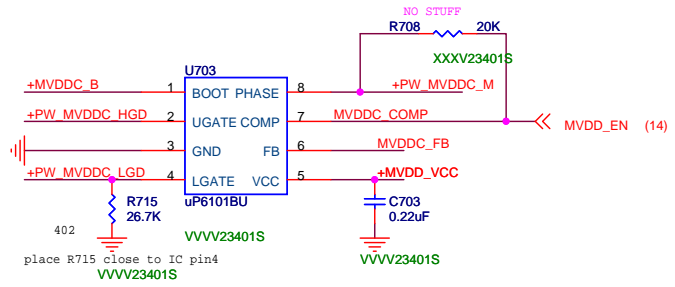 NO STUFF
R708 20K
XXXV23401S
U703
+MVDDC_B 1 BOOT PHASE 8 +PW_MVDDC_M
+PW_MVDDC_HGD 2 UGATE COMP 7 MVDDC_COMP
MVDD_EN (14)
3 GND FB 6 MVDDC_FB
+PW_MVDDC_LGD 4 LGATE VCC 5 +MVDD_VCC
uP6101BU
R715
26.7K
C703
0.22uF
402
VVVV23401S
place R715 close to IC pin4
VVVV23401S
VVVV23401S